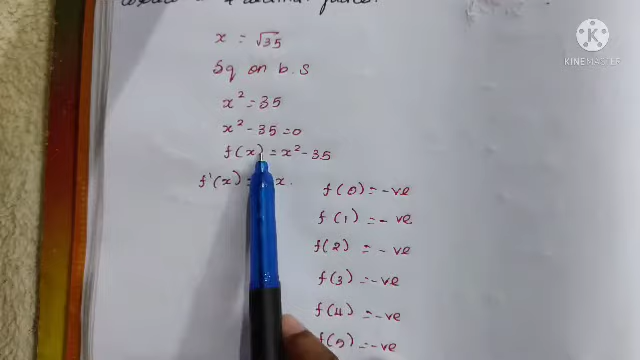 x = √35
Sq on b.s
x² = 35
x² - 35 = 0
f(x) = x² - 35
f'(x) = x.
f(0) = -ve
f(1) = -ve
f(2) = -ve
f(3) = -ve
f(4) = -ve
f(5) = -ve
KINEMASTER